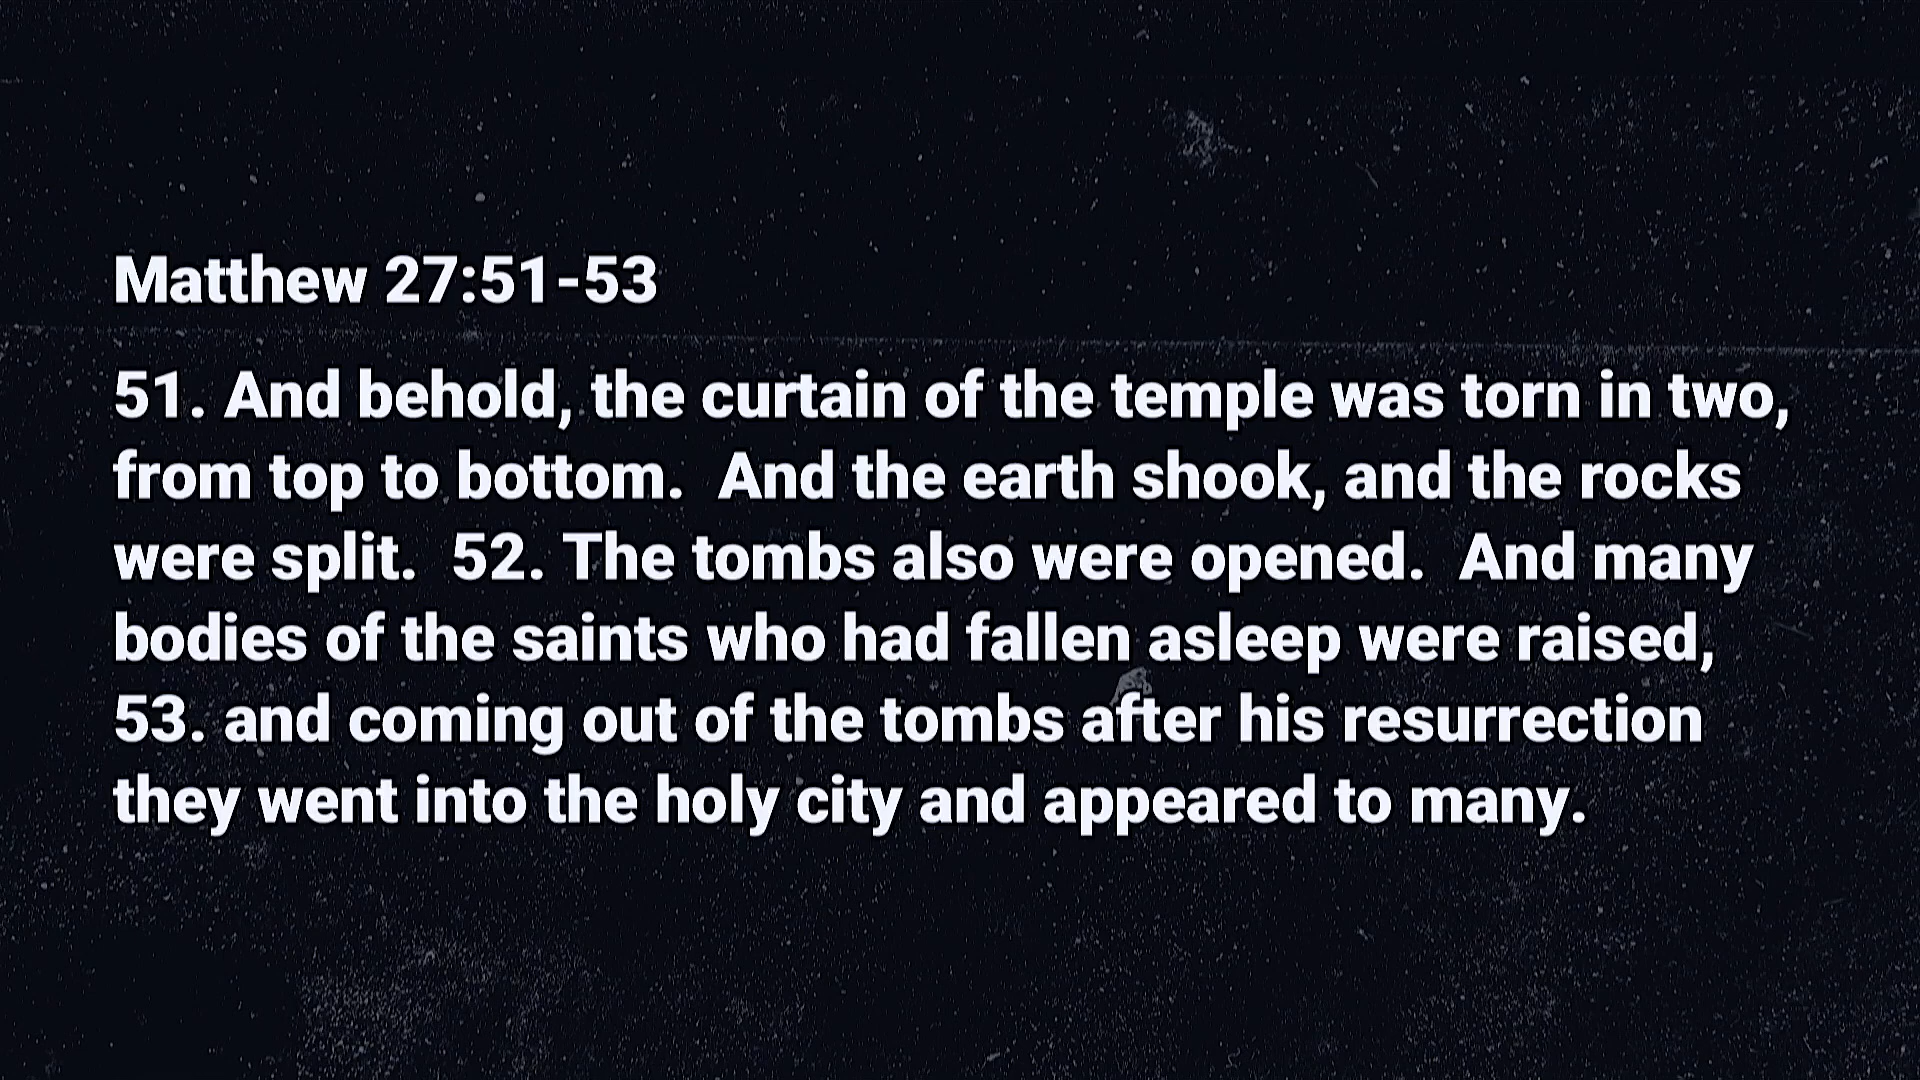 Matthew 27:51-53
51. And behold, the curtain of the temple was torn in two,
from top to bottom.  And the earth shook, and the rocks
were split.  52. The tombs also were opened.  And many
bodies of the saints who had fallen asleep were raised,
53. and coming out of the tombs after his resurrection
they went into the holy city and appeared to many.